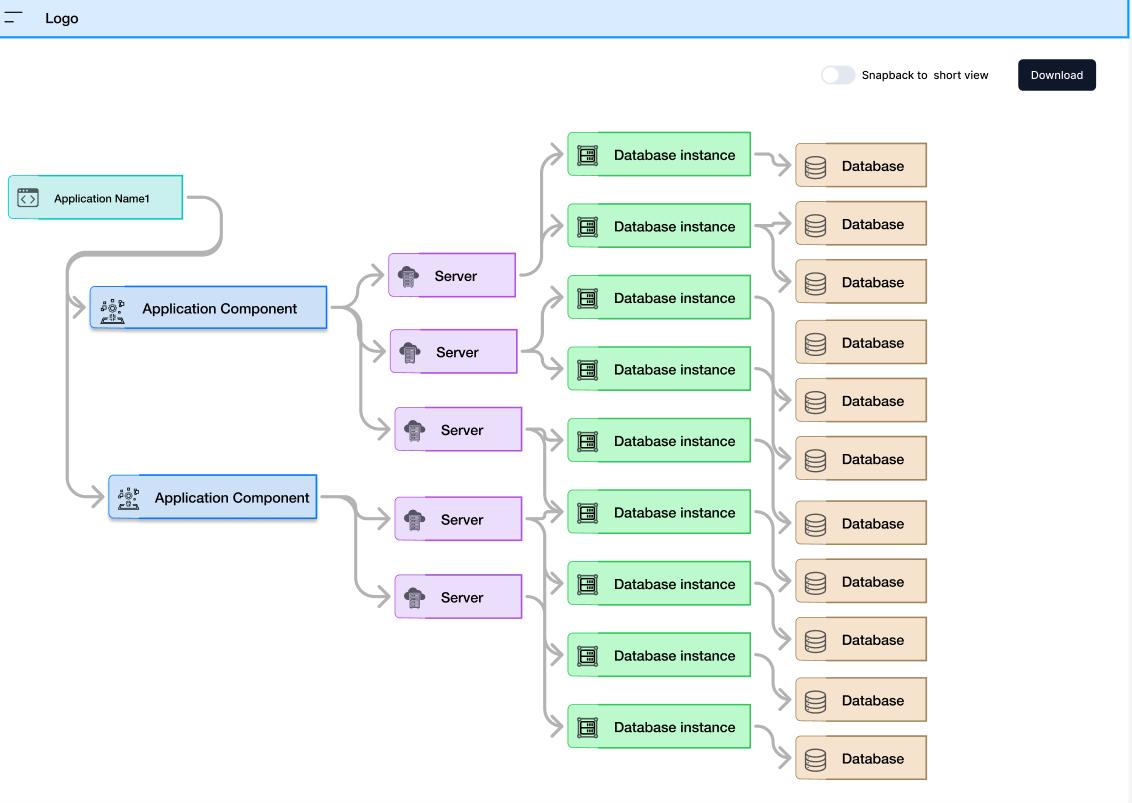 Logo
Snapback to short view
Download
Application Name1
Application Component
Application Component
Server
Server
Server
Server
Server
Database instance
Database instance
Database instance
Database instance
Database instance
Database instance
Database instance
Database instance
Database instance
Database
Database
Database
Database
Database
Database
Database
Database
Database
Database
Database